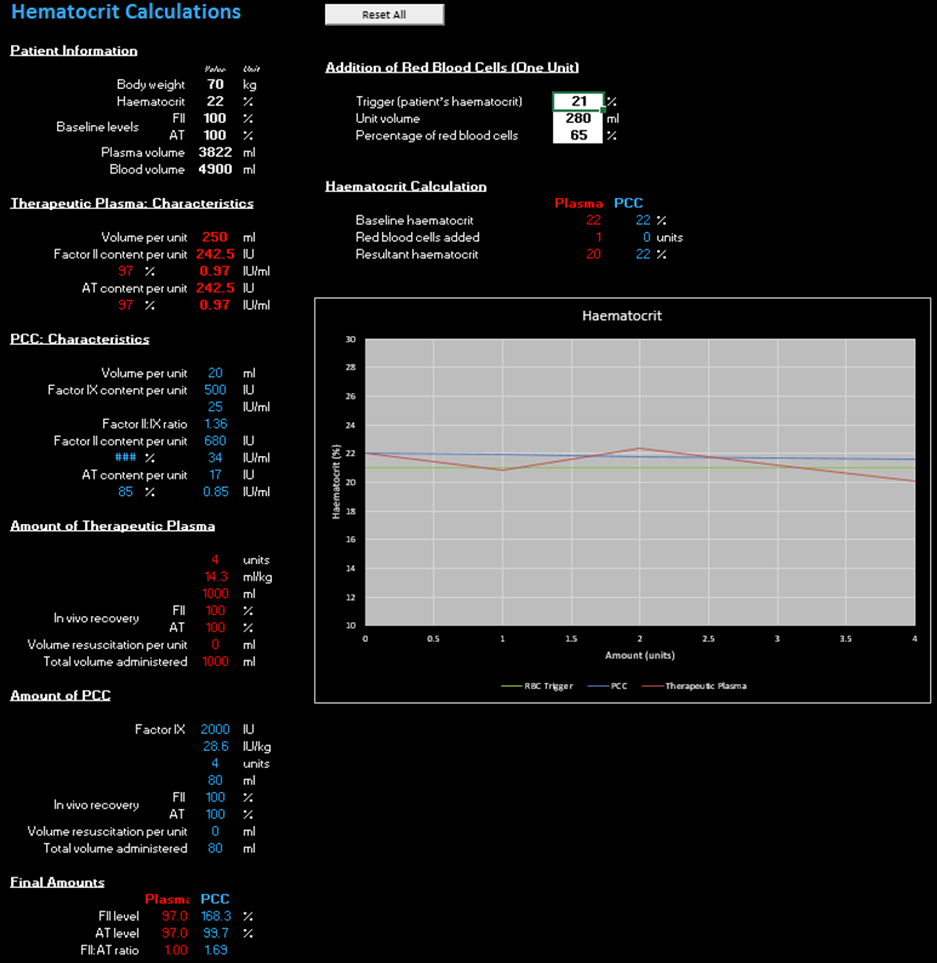 Hematocrit Calculations
Reset All
Patient Information
Value Unit
Body weight 70 kg
Haematocrit 22 %
Baseline levels
FII 100 %
AT 100 %
Plasma volume 3822 ml
Blood volume 4900 ml
Addition of Red Blood Cells (One Unit)
Trigger (patient's haematocrit) 21 %
Unit volume 280 ml
Percentage of red blood cells 65 %
Haematocrit Calculation
Plasma PCC
Baseline haematocrit 22 22 %
Red blood cells added 1 0 units
Resultant haematocrit 20 22 %
Therapeutic Plasma: Characteristics
Volume per unit 250 ml
Factor II content per unit 242.5 IU
97 % 0.97 IU/ml
AT content per unit 242.5 IU
97 % 0.97 IU/ml
PCC: Characteristics
Volume per unit 20 ml
Factor IX content per unit 500 IU
25 IU/ml
Factor II:IX ratio 1.36
Factor II content per unit 680 IU
### % 34 IU/ml
AT content per unit 17 IU
85 % 0.85 IU/ml
Amount of Therapeutic Plasma
4 units
14.3 ml/kg
1000 ml
In vivo recovery
FII 100 %
AT 100 %
Volume resuscitation per unit 0 ml
Total volume administered 1000 ml
Amount of PCC
Factor IX 2000 IU
28.6 IU/kg
4 units
80 ml
In vivo recovery
FII 100 %
AT 100 %
Volume resuscitation per unit 0 ml
Total volume administered 80 ml
Final Amounts
Plasma PCC
FII level 97.0 168.3 %
AT level 97.0 99.7 %
FII:AT ratio 1.00 1.69
Haematocrit
Haematocrit (%)
30
28
26
24
22
20
18
16
14
12
10
0 0.5 1 1.5 2 2.5 3 3.5 4
Amount (units)
RBC Trigger PCC Therapeutic Plasma